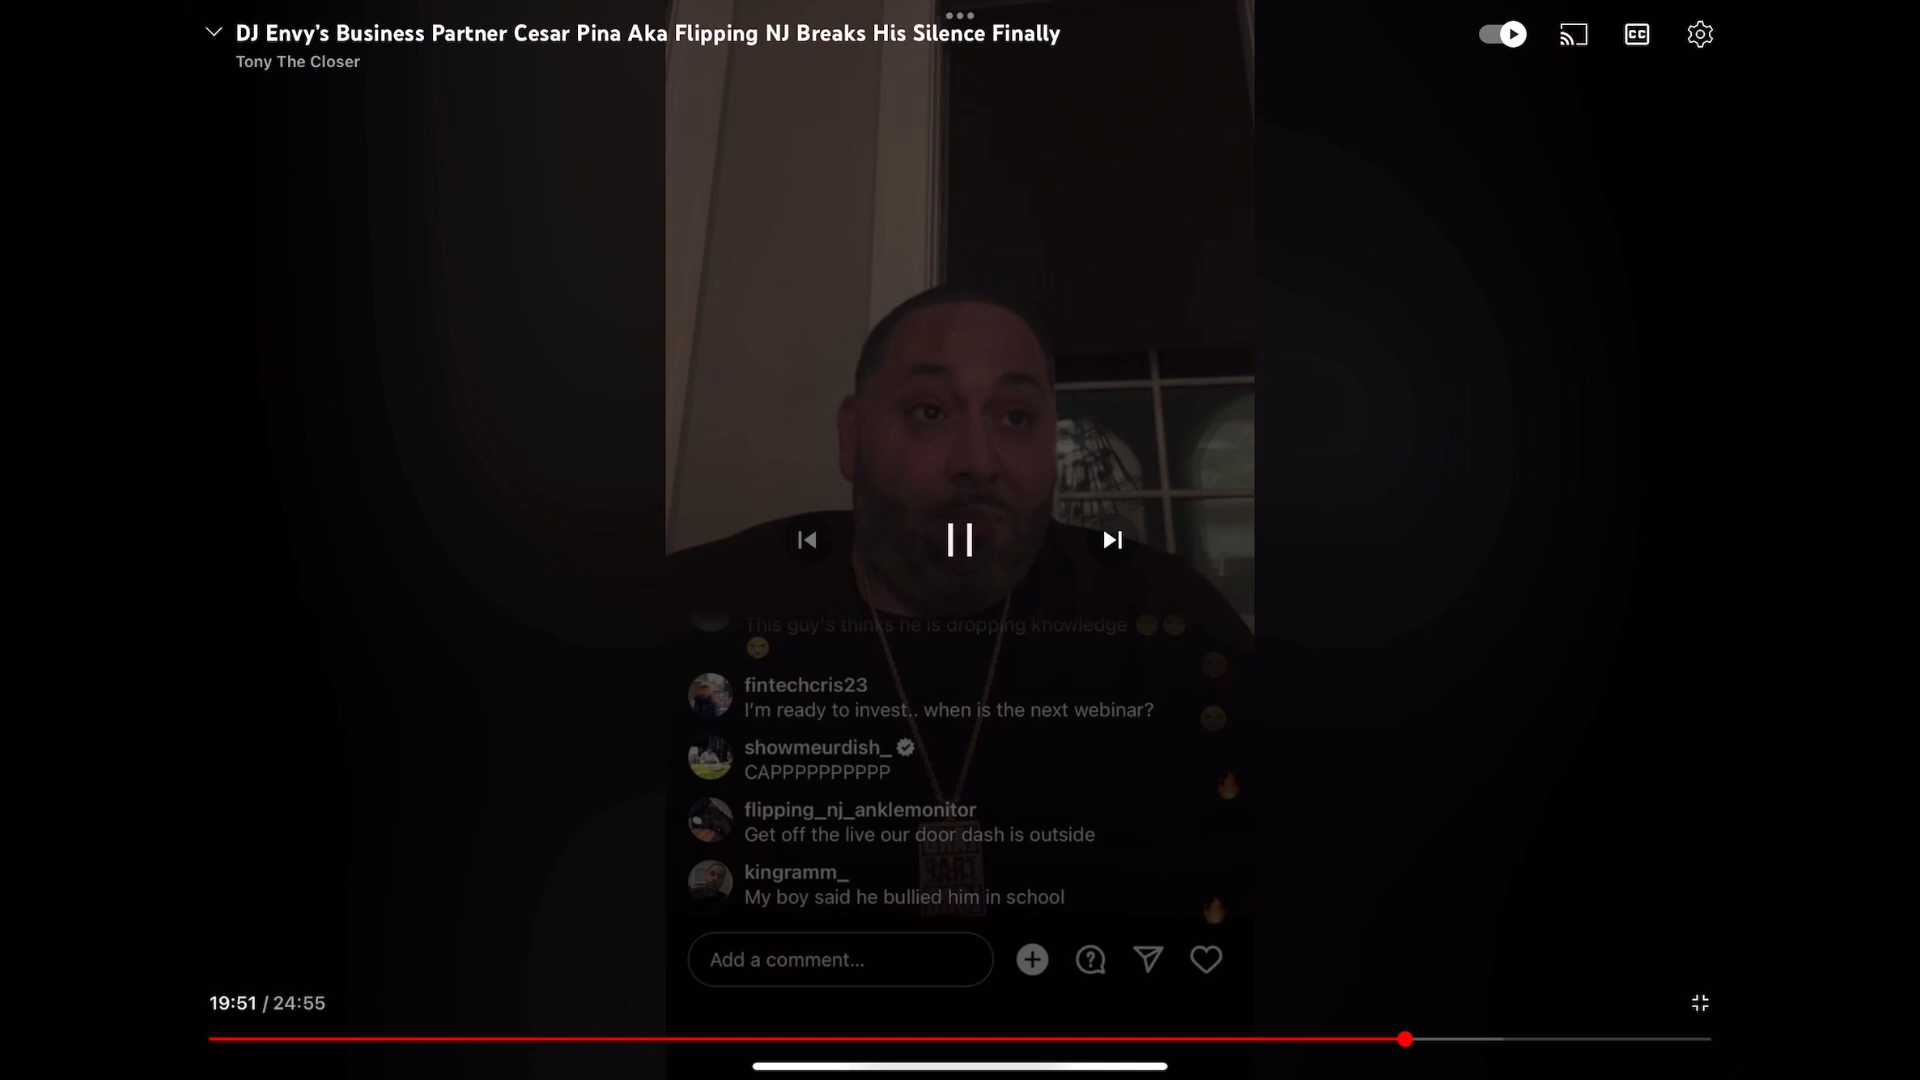 DJ Envy’s Business Partner Cesar Pina Aka Flipping NJ Breaks His Silence Finally
Tony The Closer
CC
This guy's thinks he is dropping knowledge
fintechcris23
I’m ready to invest.. when is the next webinar?
showmeurdish_
CAPPPPPPPPPP
flipping_nj_anklemonitor
Get off the live our door dash is outside
kingramm_
My boy said he bullied him in school
Add a comment...
19:51 / 24:55